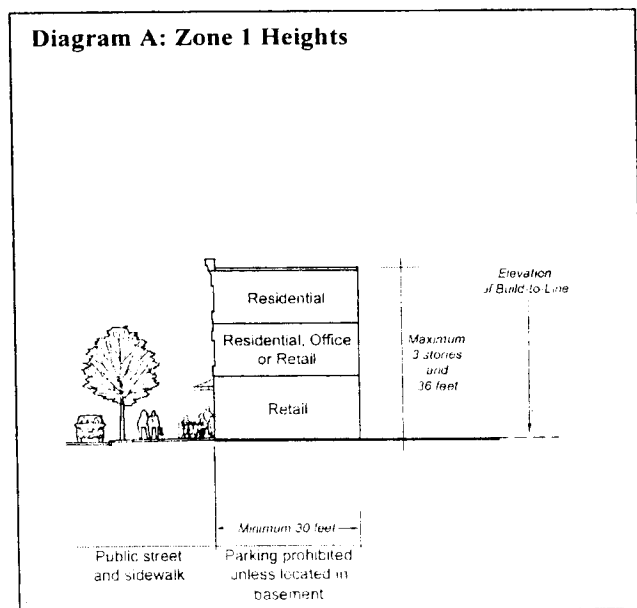 Diagram A: Zone 1 Heights
Elevation
of Build-to-Line
Residential
Residential, Office
or Retail
Maximum
3 stories
and
36 feet
Retail
Minimum 30 feet
Public street
and sidewalk
Parking prohibited
unless located in
basement